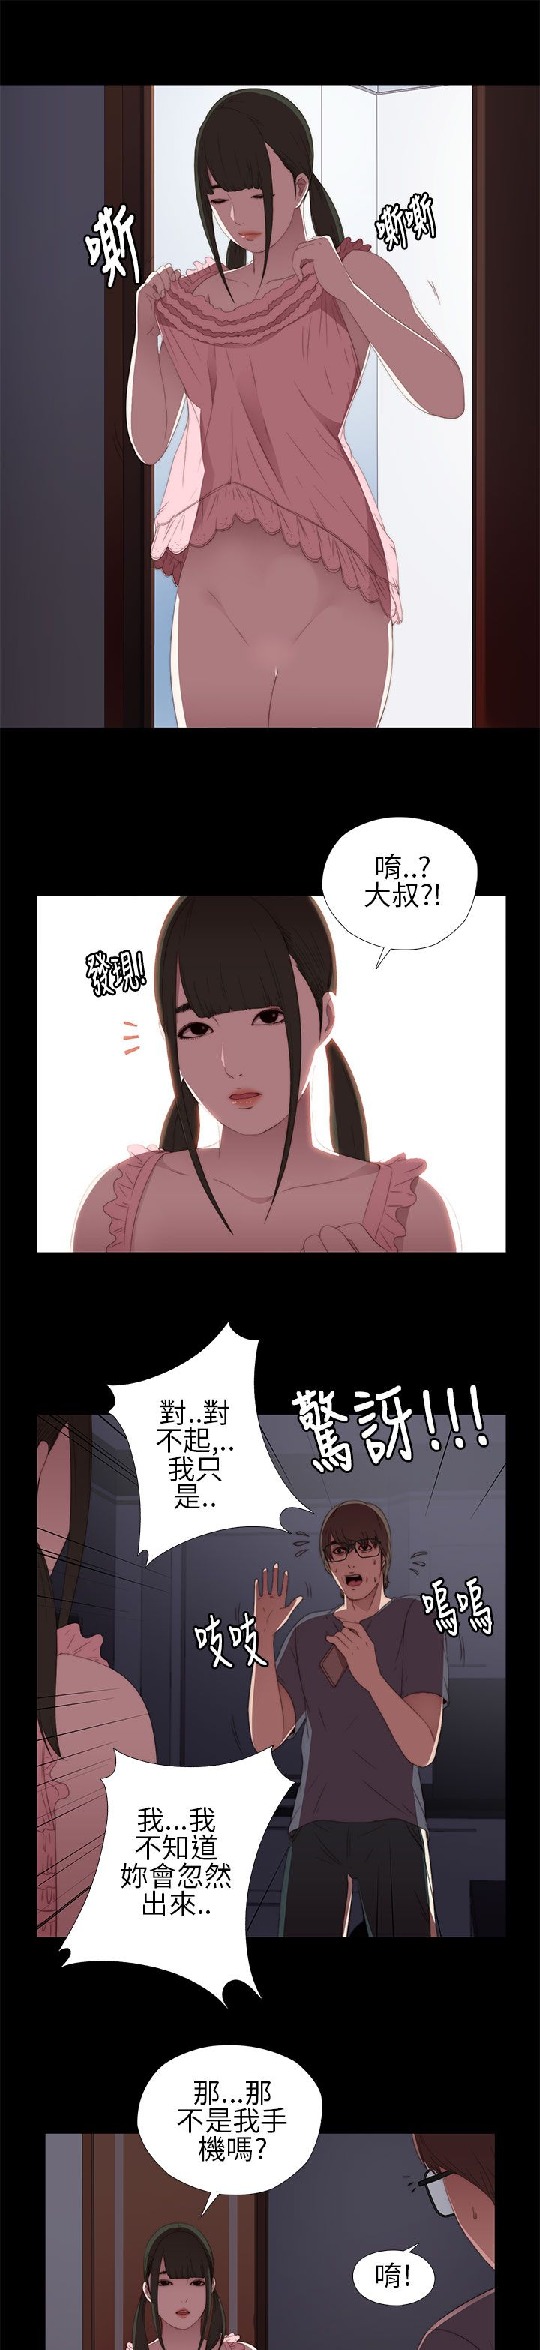 嘶
嘶嘶
唷..?
大叔?!
發現!
對..對
不起,..
我只
是..
驚訝!!!
吱吱
嗚嗚
我...我
不知道
妳會忽然
出來..
那...那
不是我手
機嗎?
唷!